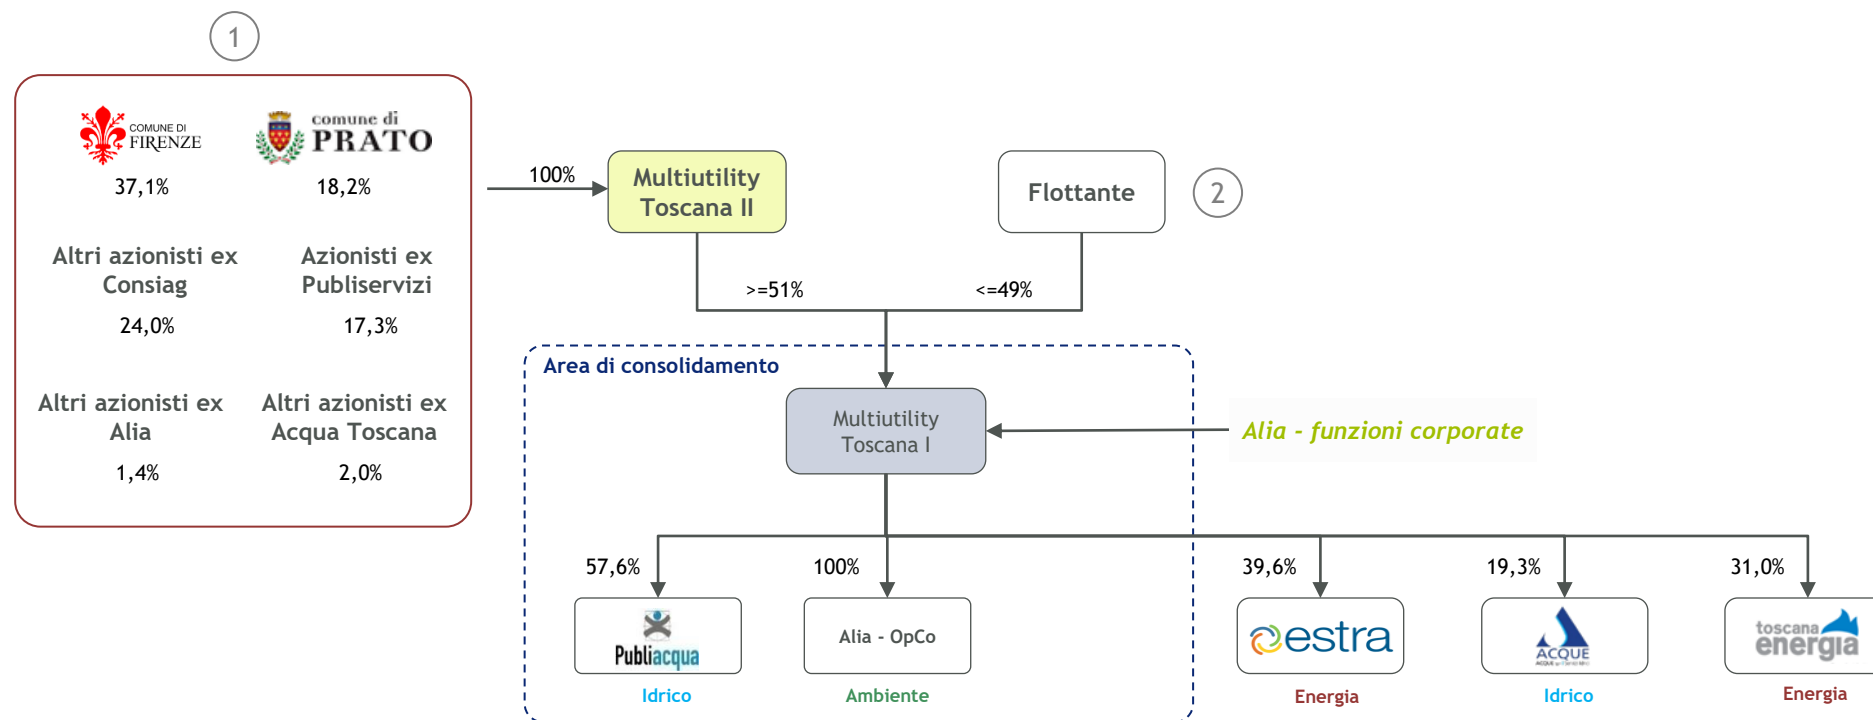 1
COMUNE DI
FIRENZE
comune di
PRATO
37,1%
18,2%
Altri azionisti ex
Consiag
24,0%
Azionisti ex
Publiservizi
17,3%
Altri azionisti ex
Alia
1,4%
Altri azionisti ex
Acqua Toscana
2,0%
100%
Multiutility
Toscana II
Flottante
2
>=51%
<=49%
Area di consolidamento
Multiutility
Toscana I
Alia - funzioni corporate
57,6%
100%
39,6%
19,3%
31,0%
Publiacqua
Alia - OpCo
estra
ACQUE
toscana
energia
Idrico
Ambiente
Energia
Idrico
Energia